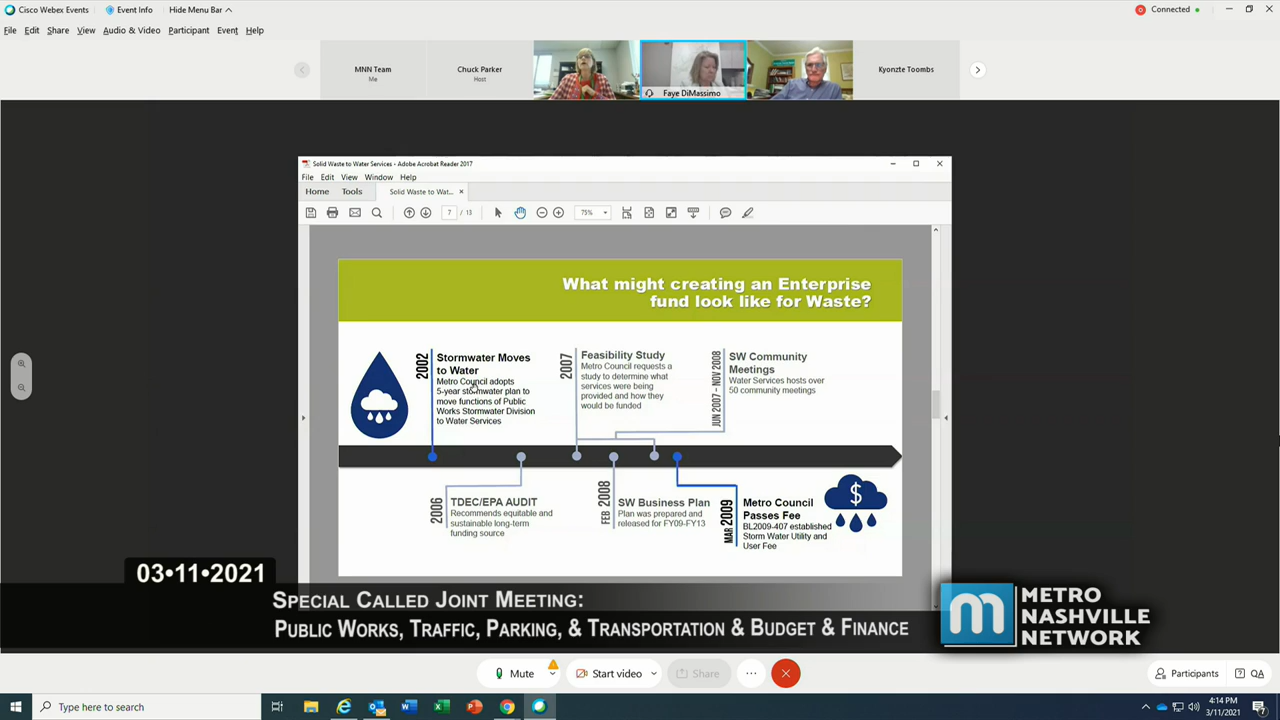 Cisco Webex Events
Event Info
Hide Menu Bar
Connected
File Edit Share View Audio & Video Participant Event Help
MNN Team
Me
Chuck Parker
Host
Faye DiMassimo
Kyonzte Toombs
Solid Waste to Water Services - Adobe Acrobat Reader 2017
File Edit View Window Help
Home Tools Solid Waste to Wat...
7 / 13 75%
What might creating an Enterprise
fund look like for Waste?
2002
Stormwater Moves
to Water
Metro Council adopts
5-year stormwater plan to
move functions of Public
Works Stormwater Division
to Water Services
2007
Feasibility Study
Metro Council requests a
study to determine what
services were being
provided and how they
would be funded
JUN 2007 - NOV 2008
SW Community
Meetings
Water Services hosts over
50 community meetings
2006
TDEC/EPA AUDIT
Recommends equitable and
sustainable long-term
funding source
FEB 2008
SW Business Plan
Plan was prepared and
released for FY09-FY13
MAR 2009
Metro Council
Passes Fee
BL2009-407 established
Storm Water Utility and
User Fee
$
03•11•2021
SPECIAL CALLED JOINT MEETING:
PUBLIC WORKS, TRAFFIC, PARKING, & TRANSPORTATION & BUDGET & FINANCE
m
METRO
NASHVILLE
NETWORK
Mute
Start video
Share
Participants
QA
Type here to search
4:14 PM
3/11/2021
7